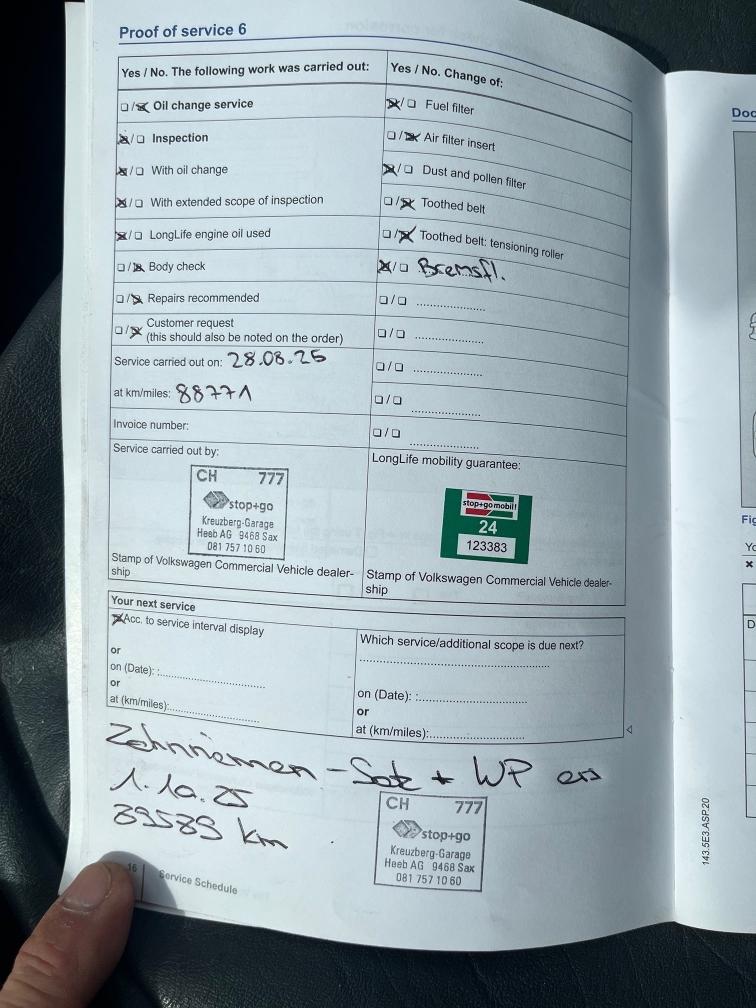 Proof of service 6
Yes / No. The following work was carried out:
☐/☒ Oil change service
☒/☐ Inspection
☒/☐ With oil change
☒/☐ With extended scope of inspection
☒/☐ LongLife engine oil used
☐/☒ Body check
☐/☒ Repairs recommended
☐/☒ Customer request
(this should also be noted on the order)
Service carried out on: 28.08.25
at km/miles: 88771
Invoice number:
Service carried out by:
CH 777
stop+go
Kreuzberg-Garage
Heeb AG 9468 Sax
081 757 10 60
Stamp of Volkswagen Commercial Vehicle dealer-
ship
Yes / No. Change of:
☒/☐ Fuel filter
☐/☒ Air filter insert
☒/☐ Dust and pollen filter
☐/☒ Toothed belt
☐/☒ Toothed belt: tensioning roller
☒/☐ Bremsfl.
☐/☐ ..................
☐/☐ ..................
☐/☐ ..................
☐/☐ ..................
☐/☐ ..................
LongLife mobility guarantee:
stop+go mobil!
24
123383
Stamp of Volkswagen Commercial Vehicle dealer-
ship
Your next service
☒Acc. to service interval display
or
on (Date): :..................
or
at (km/miles):..................
Which service/additional scope is due next?
..................
on (Date): :..................
or
at (km/miles):..................
Zahnriemen-Satz + WP ers
1.10.25
89589 km
CH 777
stop+go
Kreuzberg-Garage
Heeb AG 9468 Sax
081 757 10 60
16 Service Schedule
143.5E3.ASP.20
Doc
Fig
Yo
D